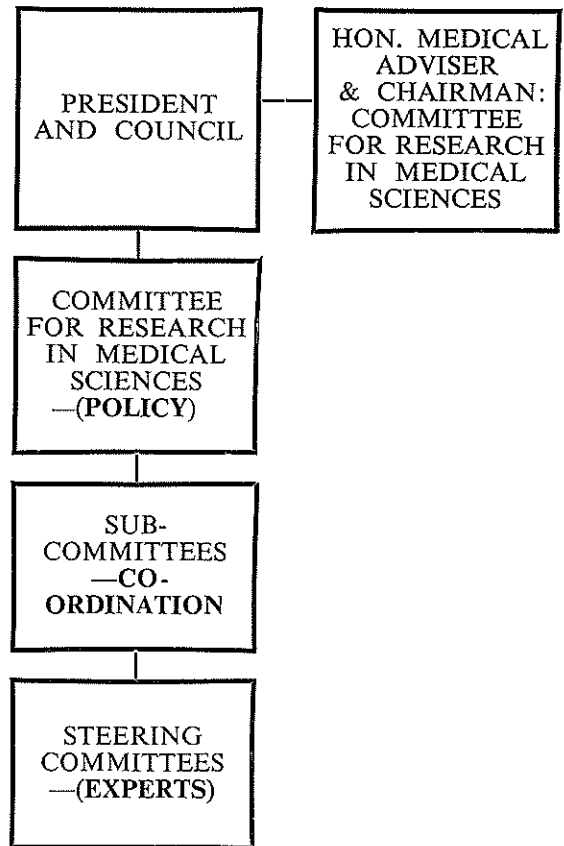 PRESIDENT
AND COUNCIL
HON. MEDICAL
ADVISER
& CHAIRMAN:
COMMITTEE
FOR RESEARCH
IN MEDICAL
SCIENCES
COMMITTEE
FOR RESEARCH
IN MEDICAL
SCIENCES
—(POLICY)
SUB-
COMMITTEES
—CO-
ORDINATION
STEERING
COMMITTEES
—(EXPERTS)